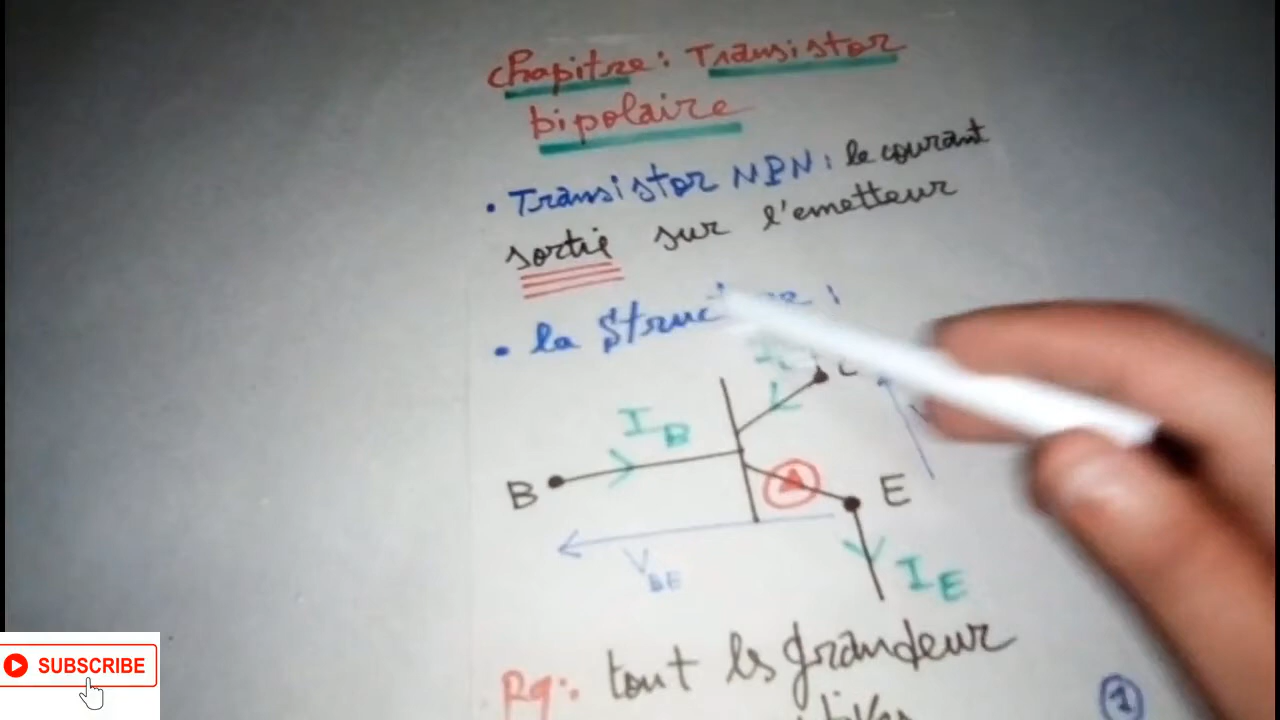 Chapitre: Transistor
bipolaire
• Transistor NPN: le courant
sortie sur l'emetteur
• la
I_B
B
E
V_BE
I_E
Rq: tout les grandeur
1
SUBSCRIBE